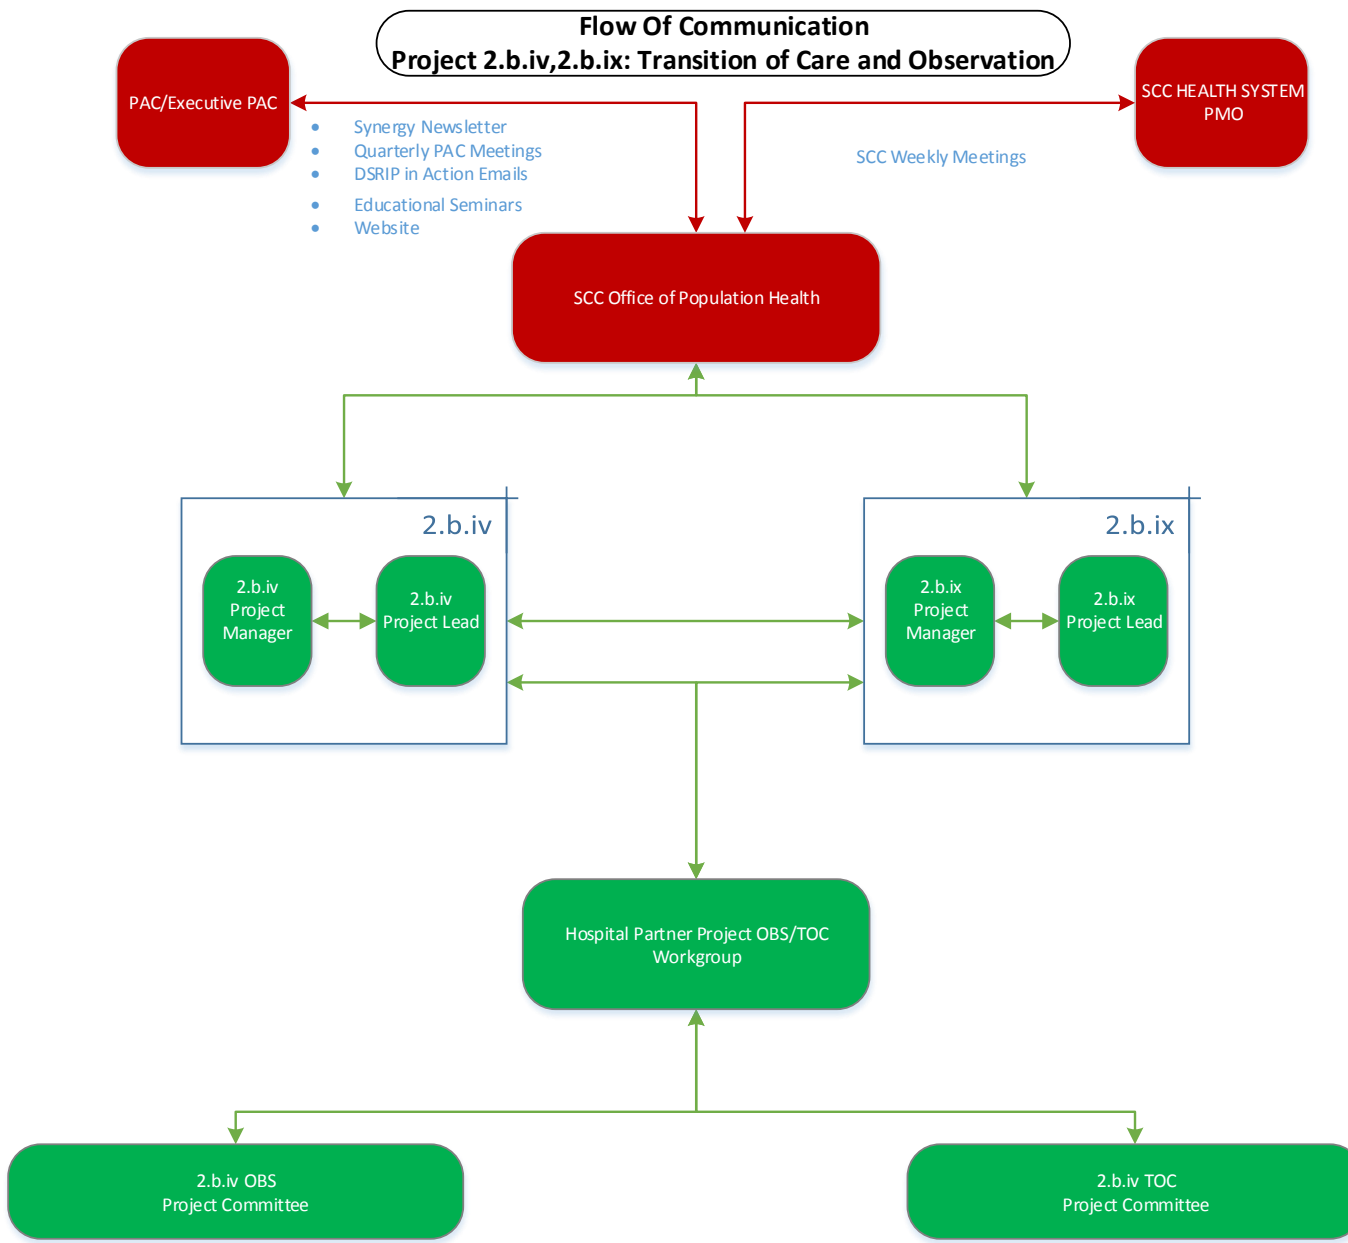 Flow Of Communication
Project 2.b.iv,2.b.ix: Transition of Care and Observation
PAC/Executive PAC
SCC HEALTH SYSTEM
PMO
• Synergy Newsletter
• Quarterly PAC Meetings
• DSRIP in Action Emails
• Educational Seminars
• Website
SCC Weekly Meetings
SCC Office of Population Health
2.b.iv
2.b.iv
Project
Manager
2.b.iv
Project Lead
2.b.ix
2.b.ix
Project
Manager
2.b.ix
Project Lead
Hospital Partner Project OBS/TOC
Workgroup
2.b.iv OBS
Project Committee
2.b.iv TOC
Project Committee